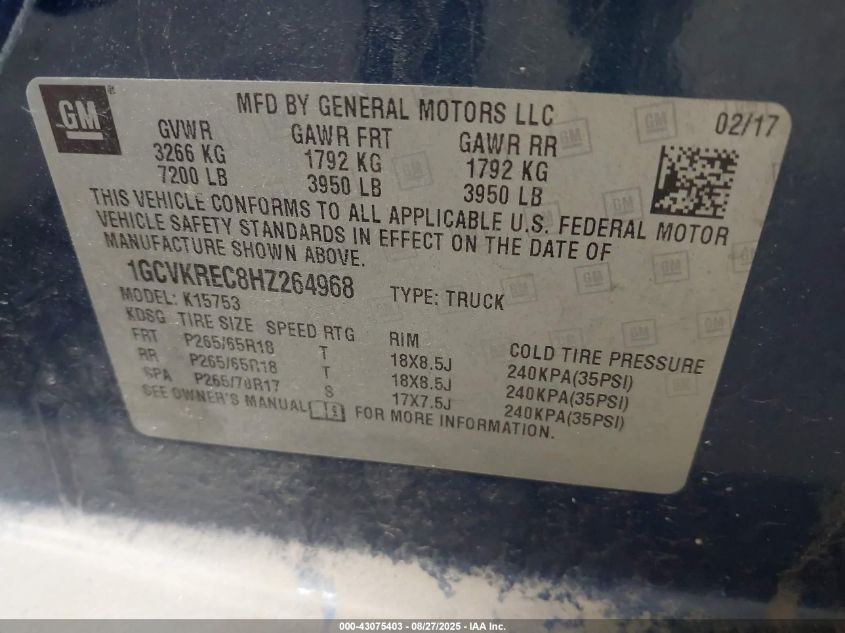 GM
MFD BY GENERAL MOTORS LLC
02/17
GVWR GAWR FRT GAWR RR
3266 KG 1792 KG 1792 KG
7200 LB 3950 LB 3950 LB
THIS VEHICLE CONFORMS TO ALL APPLICABLE U.S. FEDERAL MOTOR
VEHICLE SAFETY STANDARDS IN EFFECT ON THE DATE OF
MANUFACTURE SHOWN ABOVE.
1GCVKREC8HZ264968 TYPE: TRUCK
MODEL: K15753
KDSG TIRE SIZE SPEED RTG RIM COLD TIRE PRESSURE
FRT P265/65R18 T 18X8.5J 240KPA(35PSI)
RR P265/65R18 T 18X8.5J 240KPA(35PSI)
SPA P265/70R17 S 17X7.5J 240KPA(35PSI)
SEE OWNER'S MANUAL FOR MORE INFORMATION.
000-43075403 - 08/27/2025 - IAA Inc.